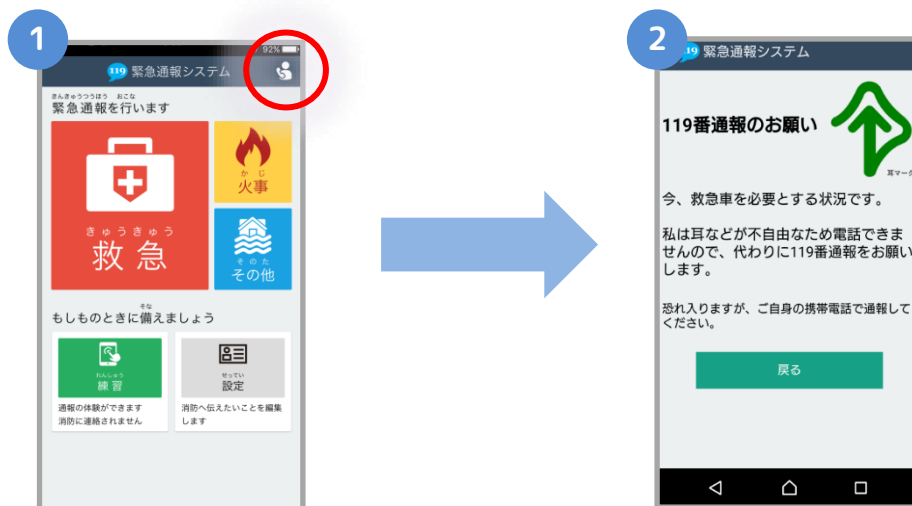 1
92%
119 緊急通報システム
きんきゅうつうほう おこな
緊急通報を行います
きゅうきゅう
救急
かじ
火事
そのた
その他
そな
もしものときに備えましょう
れんしゅう
練習
通報の体験ができます
消防に連絡されません
せってい
設定
消防へ伝えたいことを編集
します
2
119 緊急通報システム
119番通報のお願い
耳マーク
今、救急車を必要とする状況です。
私は耳などが不自由なため電話できま
せんので、代わりに119番通報をお願い
します。
恐れ入りますが、ご自身の携帯電話で通報して
ください。
戻る